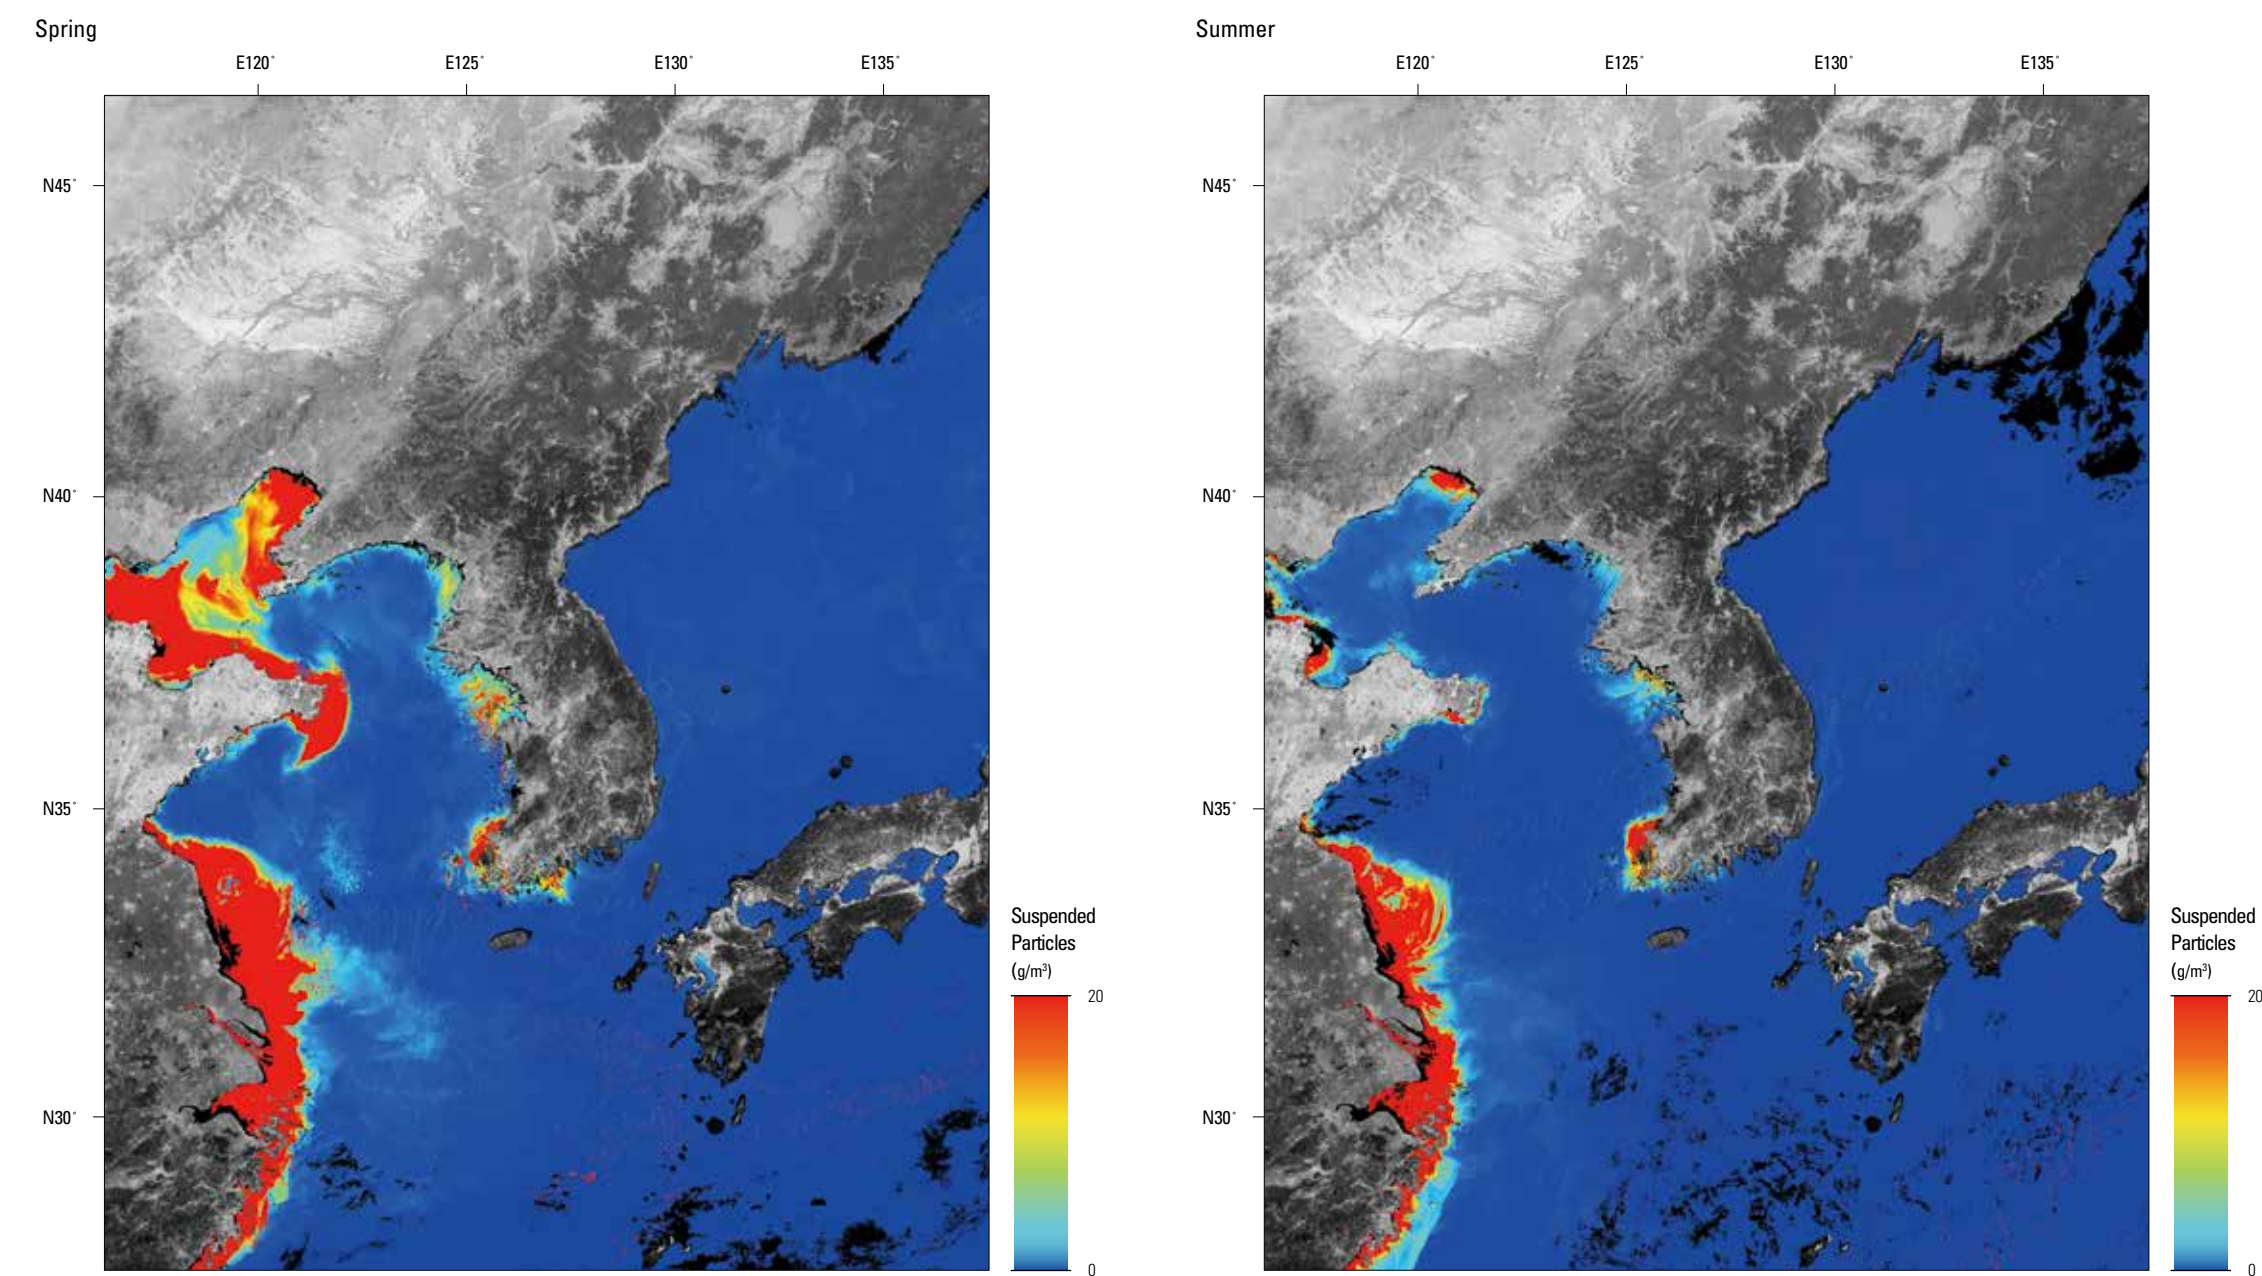 Spring
E120˚ E125˚ E130˚ E135˚
N45˚
N40˚
N35˚
N30˚
Suspended
Particles
(g/m³)
20
0
Summer
E120˚ E125˚ E130˚ E135˚
N45˚
N40˚
N35˚
N30˚
Suspended
Particles
(g/m³)
20
0